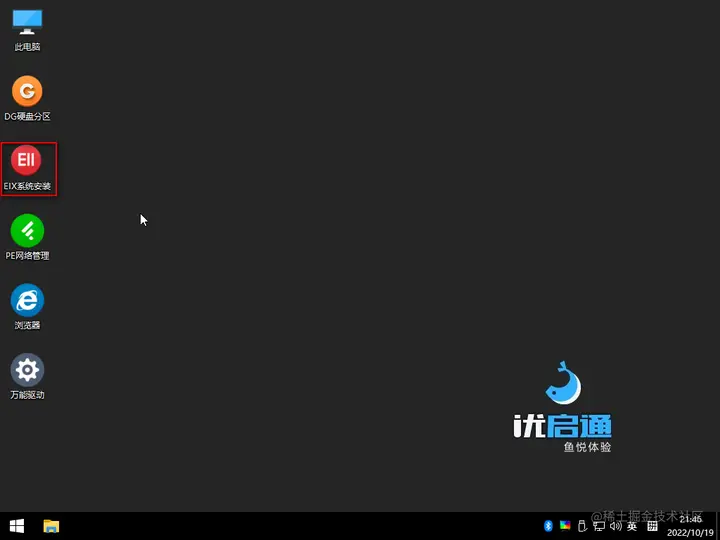 此电脑
DG硬盘分区
EII
EIX系统安装
PE网络管理
浏览器
万能驱动
优启通
鱼悦体验
@稀土掘金技术社区
英
21:45
2022/10/19